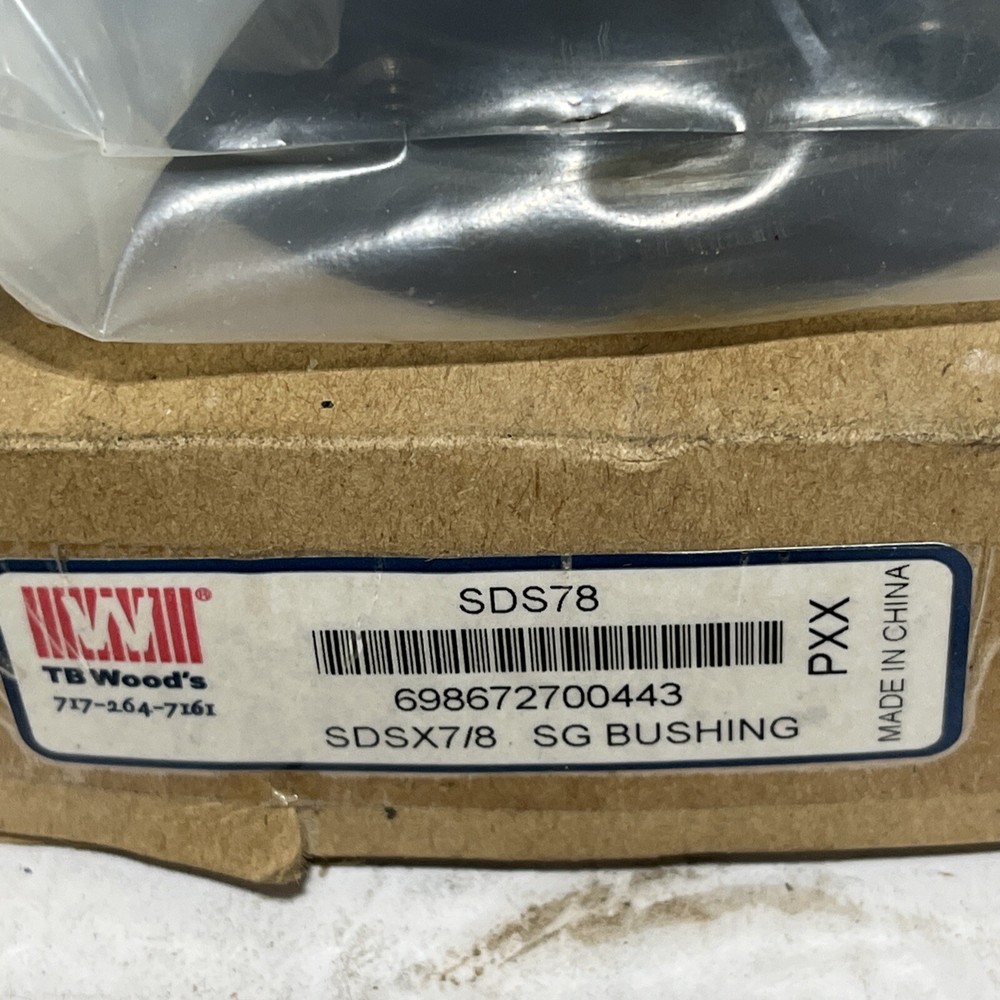 W®
TB Wood's
717-264-7161
SDS78
698672700443
SDSX7/8 SG BUSHING
PXX
MADE IN CHINA